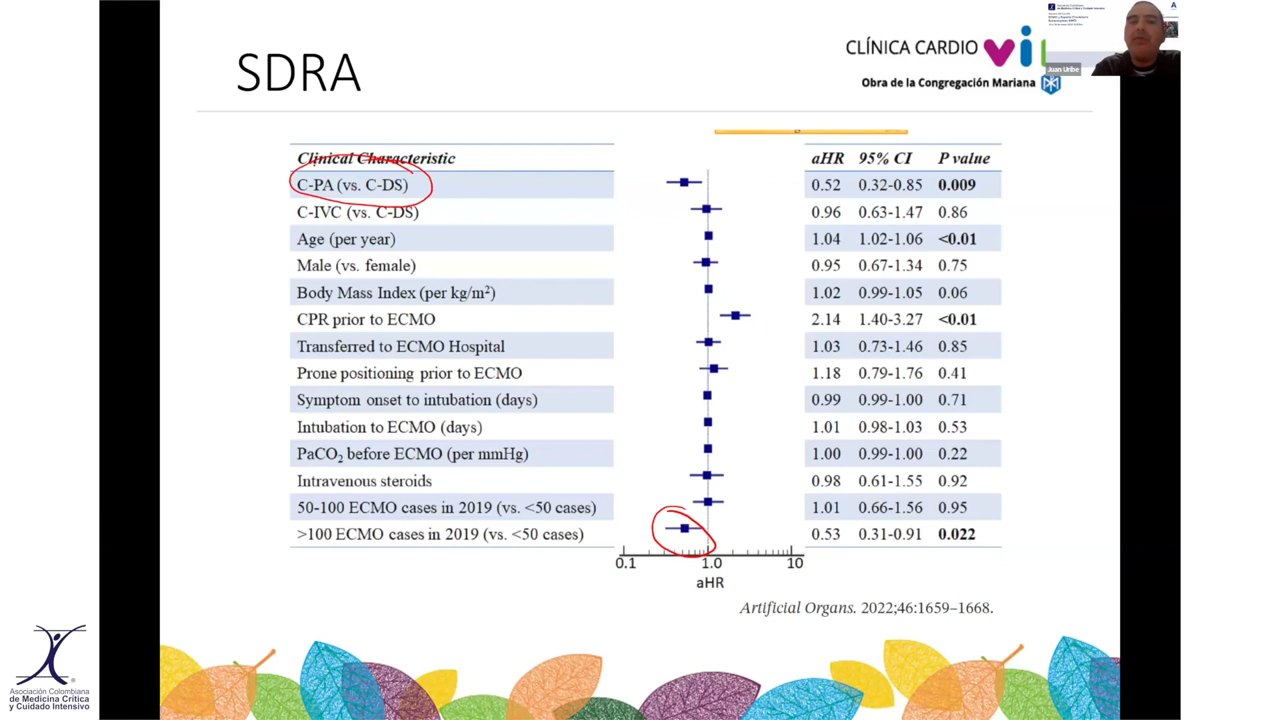 SDRA
CLÍNICA CARDIO
VI
Obra de la Congregación Mariana
Juan Uribe
Clinical Characteristic aHR 95% CI P value
C-PA (vs. C-DS) 0.52 0.32-0.85 0.009
C-IVC (vs. C-DS) 0.96 0.63-1.47 0.86
Age (per year) 1.04 1.02-1.06 <0.01
Male (vs. female) 0.95 0.67-1.34 0.75
Body Mass Index (per kg/m²) 1.02 0.99-1.05 0.06
CPR prior to ECMO 2.14 1.40-3.27 <0.01
Transferred to ECMO Hospital 1.03 0.73-1.46 0.85
Prone positioning prior to ECMO 1.18 0.79-1.76 0.41
Symptom onset to intubation (days) 0.99 0.99-1.00 0.71
Intubation to ECMO (days) 1.01 0.98-1.03 0.53
PaCO₂ before ECMO (per mmHg) 1.00 0.99-1.00 0.22
Intravenous steroids 0.98 0.61-1.55 0.92
50-100 ECMO cases in 2019 (vs. <50 cases) 1.01 0.66-1.56 0.95
>100 ECMO cases in 2019 (vs. <50 cases) 0.53 0.31-0.91 0.022
0.1 1.0 10
aHR
Artificial Organs. 2022;46:1659–1668.
Asociación Colombiana
de Medicina Crítica
y Cuidado Intensivo